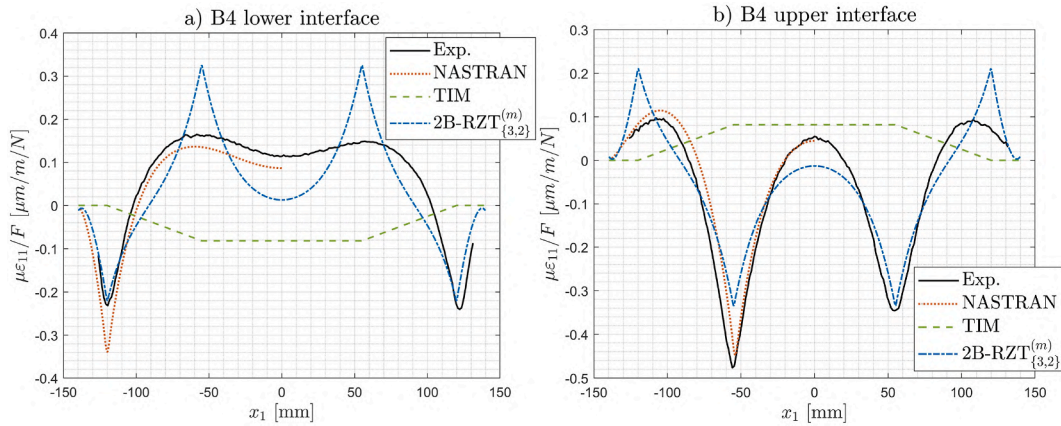 a) B4 lower interface
0.4
0.3
0.2
0.1
0
-0.1
-0.2
-0.3
-0.4
-150
-100
-50
0
50
100
150
x₁ [mm]
με₁₁/F [μm/m/N]
Exp.
NASTRAN
TIM
2B-RZT{3,2}(m)
b) B4 upper interface
0.3
0.2
0.1
0
-0.1
-0.2
-0.3
-0.4
-0.5
-150
-100
-50
0
50
100
150
x₁ [mm]
με₁₁/F [μm/m/N]
Exp.
NASTRAN
TIM
2B-RZT{3,2}(m)